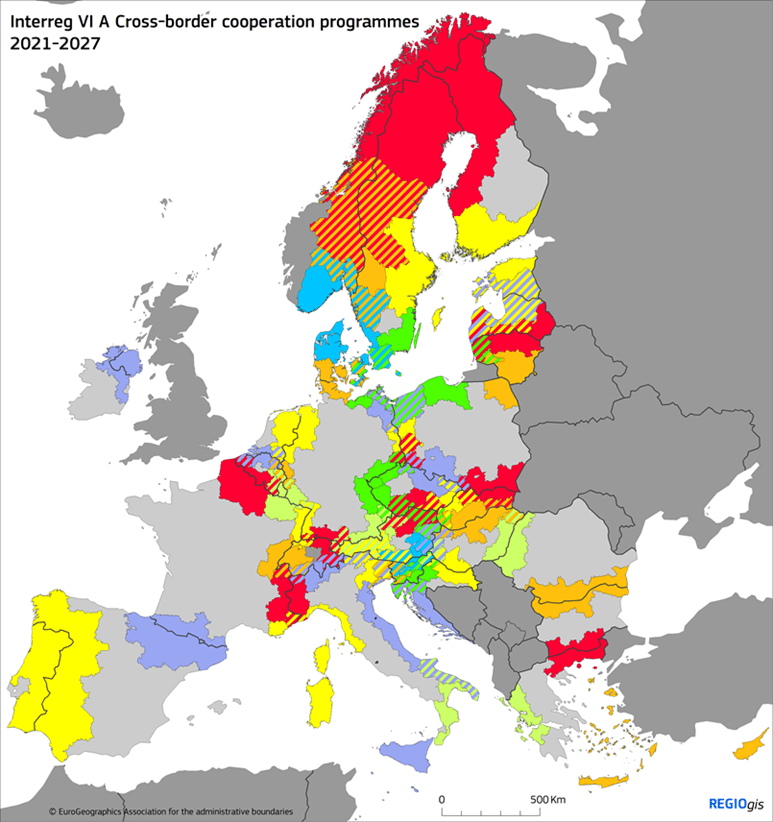 Interreg VI A Cross-border cooperation programmes
2021-2027
0 500 Km
© EuroGeographics Association for the administrative boundaries
REGIOgis